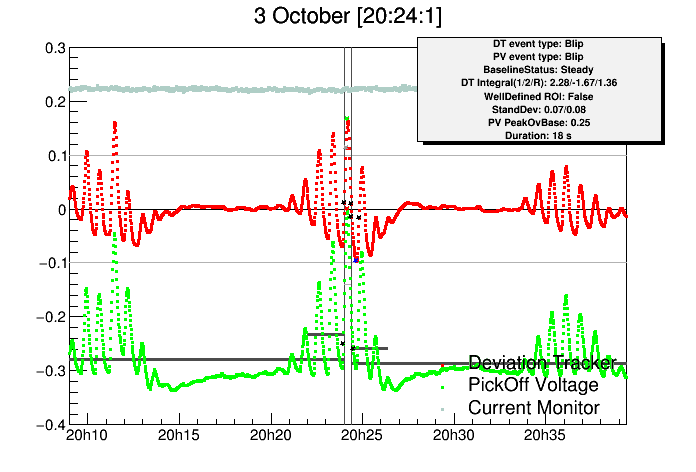 3 October [20:24:1]
DT event type: Blip
PV event type: Blip
BaselineStatus: Steady
DT Integral(1/2/R): 2.28/-1.67/1.36
WellDefined ROI: False
StandDev: 0.07/0.08
PV PeakOvBase: 0.25
Duration: 18 s
0.3
0.2
0.1
0
−0.1
−0.2
−0.3
−0.4
Deviation Tracker
PickOff Voltage
Current Monitor
20h10 20h15 20h20 20h25 20h30 20h35